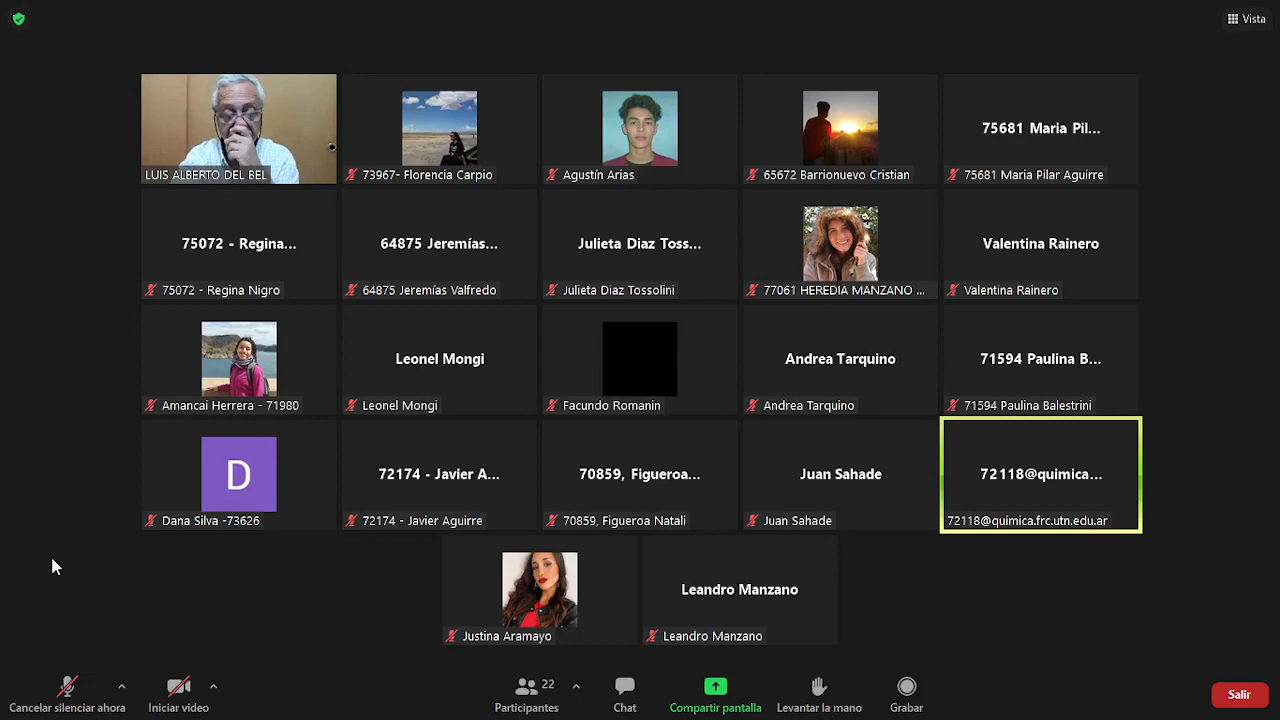 Vista
LUIS ALBERTO DEL BEL
73967- Florencia Carpio
Agustín Arias
65672 Barrionuevo Cristian
75681 Maria Pil...
75681 Maria Pilar Aguirre
75072 - Regina...
75072 - Regina Nigro
64875 Jeremías...
64875 Jeremías Valfredo
Julieta Diaz Toss...
Julieta Diaz Tossolini
77061 HEREDIA MANZANO ...
Valentina Rainero
Valentina Rainero
Amancai Herrera - 71980
Leonel Mongi
Leonel Mongi
Facundo Romanin
Andrea Tarquino
Andrea Tarquino
71594 Paulina B...
71594 Paulina Balestrini
D
Dana Silva -73626
72174 - Javier A...
72174 - Javier Aguirre
70859, Figueroa...
70859, Figueroa Natali
Juan Sahade
Juan Sahade
72118@quimica...
72118@quimica.frc.utn.edu.ar
Justina Aramayo
Leandro Manzano
Leandro Manzano
Cancelar silenciar ahora
Iniciar video
22
Participantes
Chat
Compartir pantalla
Levantar la mano
Grabar
Salir